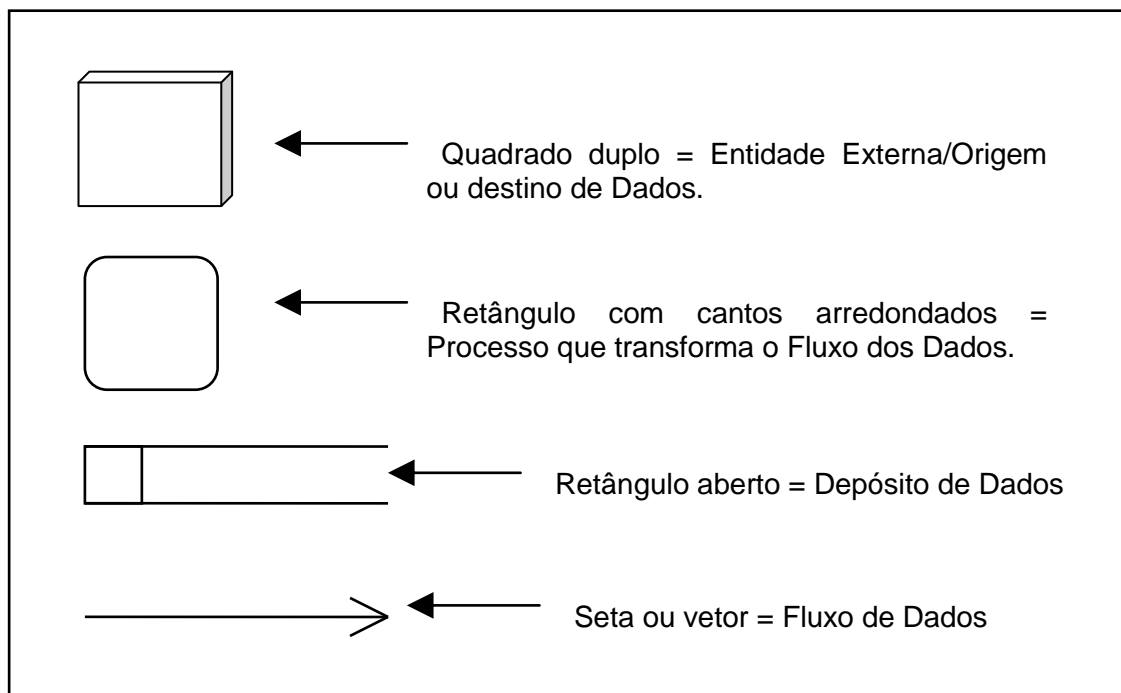 Quadrado duplo = Entidade Externa/Origem
ou destino de Dados.
Retângulo com cantos arredondados =
Processo que transforma o Fluxo dos Dados.
Retângulo aberto = Depósito de Dados
Seta ou vetor = Fluxo de Dados